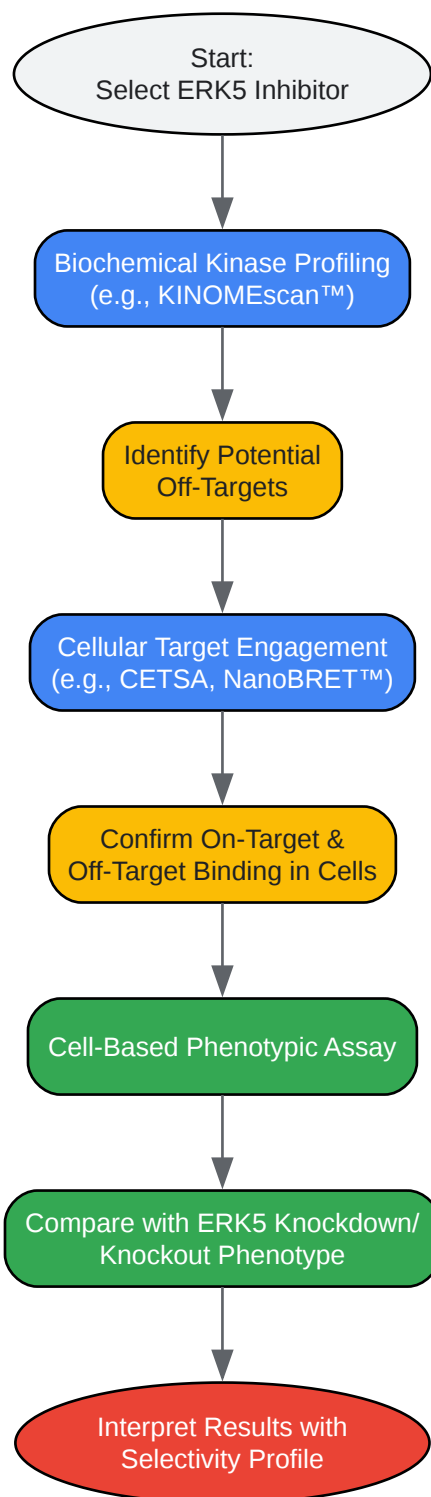 Start:
Select ERK5 Inhibitor
Biochemical Kinase Profiling
(e.g., KINOMEscan™)
Identify Potential
Off-Targets
Cellular Target Engagement
(e.g., CETSA, NanoBRET™)
Confirm On-Target &
Off-Target Binding in Cells
Cell-Based Phenotypic Assay
Compare with ERK5 Knockdown/
Knockout Phenotype
Interpret Results with
Selectivity Profile